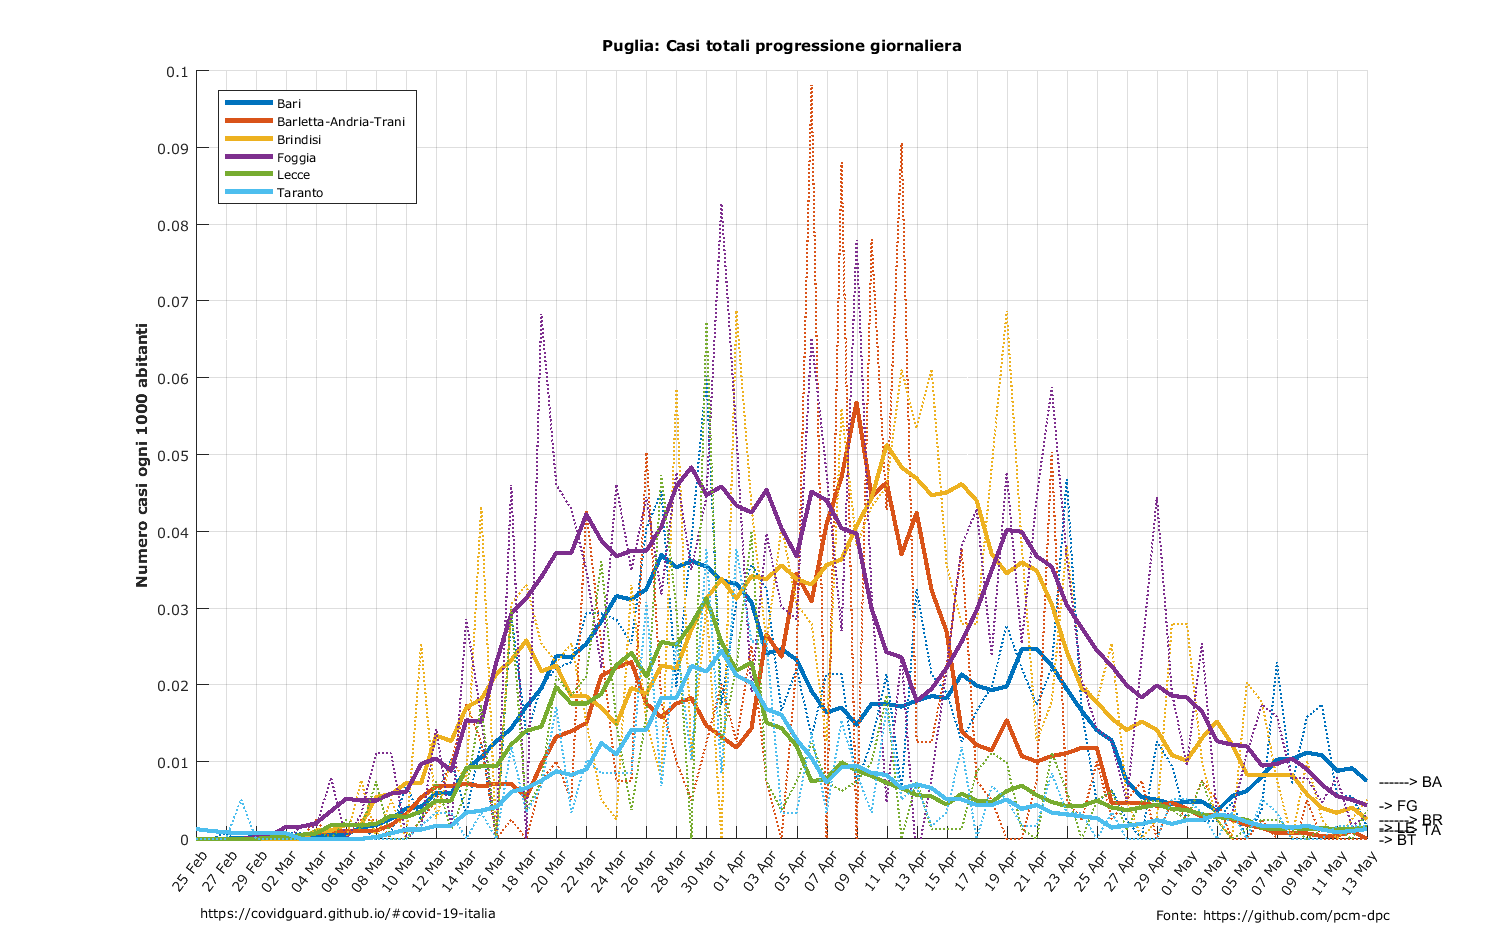 Puglia: Casi totali progressione giornaliera
Numero casi ogni 1000 abitanti
0.1
0.09
0.08
0.07
0.06
0.05
0.04
0.03
0.02
0.01
0
Bari
Barletta-Andria-Trani
Brindisi
Foggia
Lecce
Taranto
------> BA
-> FG
------> BR
-> LE
------> TA
-> BT
25 Feb
27 Feb
29 Feb
02 Mar
04 Mar
06 Mar
08 Mar
10 Mar
12 Mar
14 Mar
16 Mar
18 Mar
20 Mar
22 Mar
24 Mar
26 Mar
28 Mar
30 Mar
01 Apr
03 Apr
05 Apr
07 Apr
09 Apr
11 Apr
13 Apr
15 Apr
17 Apr
19 Apr
21 Apr
23 Apr
25 Apr
27 Apr
29 Apr
01 May
03 May
05 May
07 May
09 May
11 May
13 May
https://covidguard.github.io/#covid-19-italia
Fonte: https://github.com/pcm-dpc